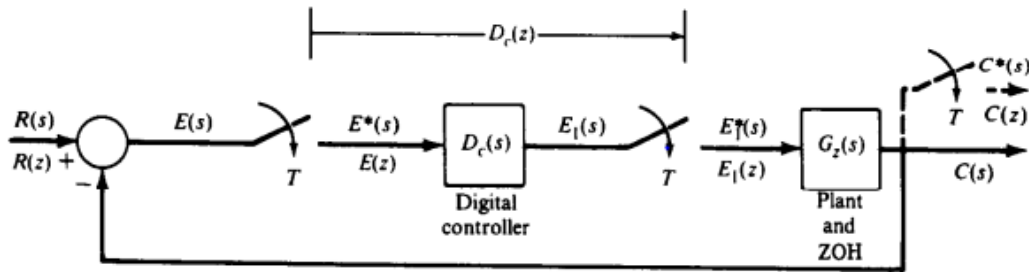 D_c(z)
R(s)
R(z) +
−
E(s)
T
E*(s)
E(z)
D_c(s)
Digital
controller
E_1(s)
T
E_1*(s)
E_1(z)
G_z(s)
Plant
and
ZOH
T
C*(s)
C(z)
C(s)